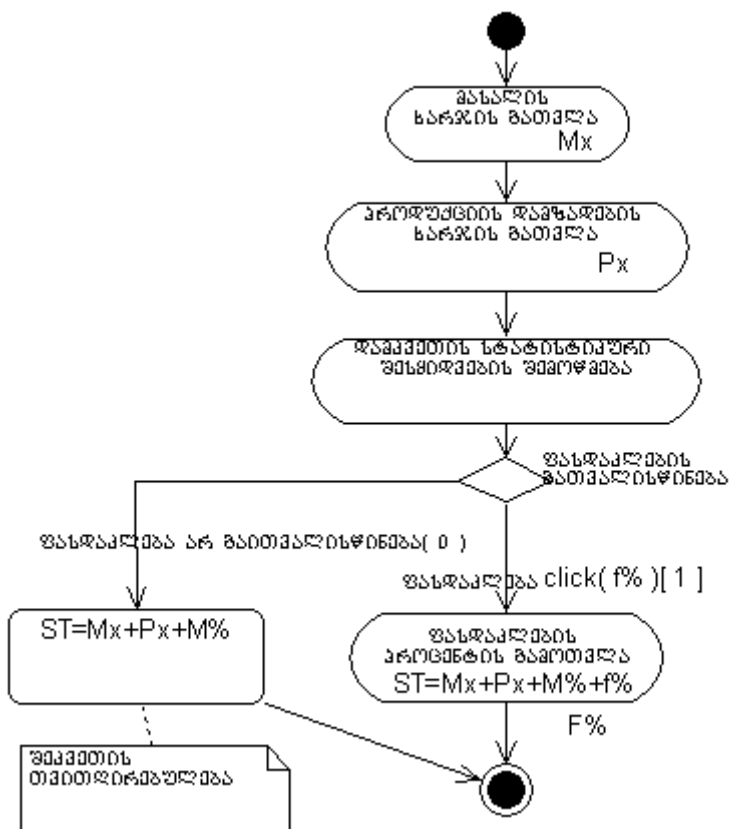 მასალის
ხარჯის გათვლა
Mx
პროდუქციის დამზადების
ხარჯის გათვლა
Px
დამკვეთის სტატისტიკური
შესყიდვების შემოწმება
ფასდაკლების
გათვალისწინება
ფასდაკლება არ გაითვალისწინება( 0 )
ფასდაკლება click( f% )[ 1 ]
ST=Mx+Px+M%
ფასდაკლების
პროცენტის გამოთვლა
ST=Mx+Px+M%+f%
F%
შეკვეთის
თვითღირებულება